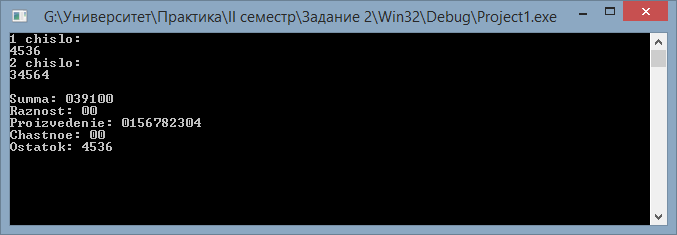 G:\Университет\Практика\II семестр\Задание 2\Win32\Debug\Project1.exe
1 chislo:
4536
2 chislo:
34564
Summa: 039100
Raznost: 00
Proizvedenie: 0156782304
Chastnoe: 00
Ostatok: 4536